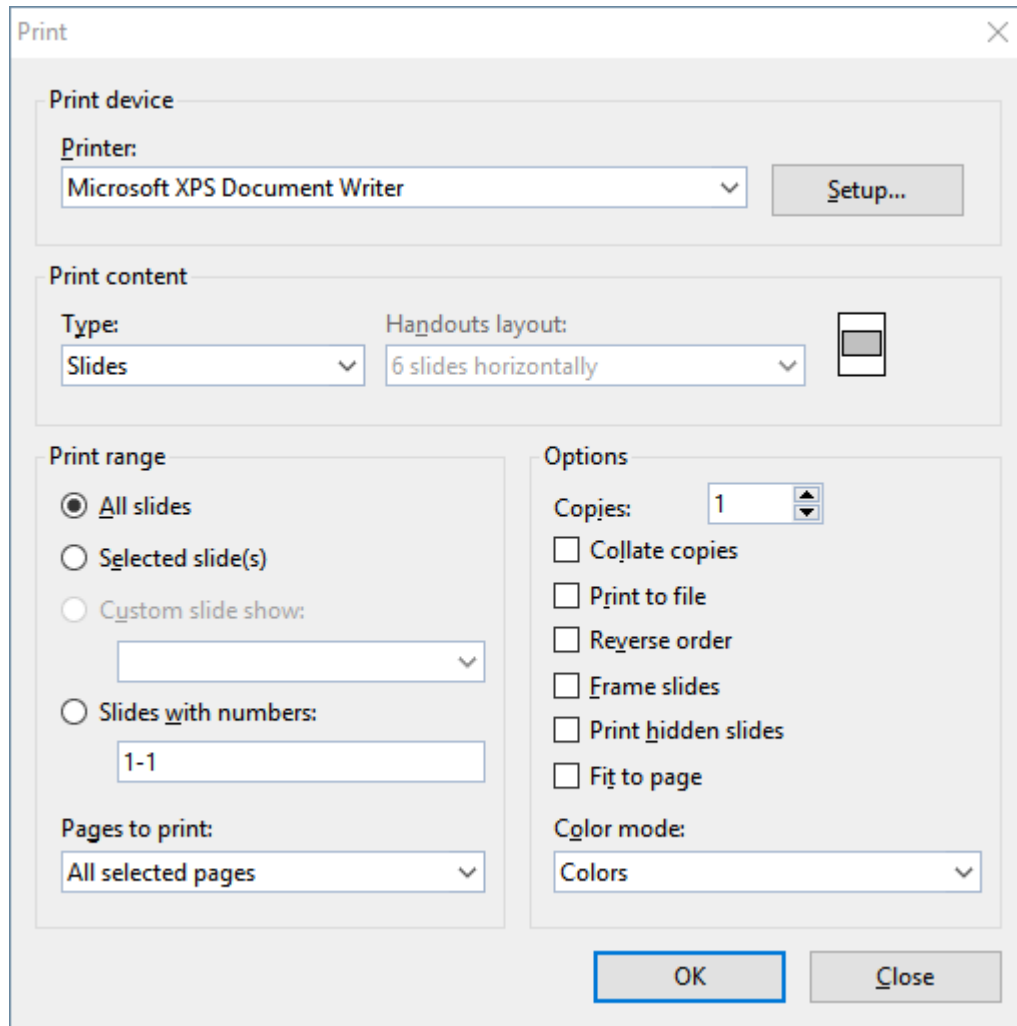 Print
Print device
Printer:
Microsoft XPS Document Writer
Setup...
Print content
Type:
Handouts layout:
Slides
6 slides horizontally
Print range
All slides
Selected slide(s)
Custom slide show:
Slides with numbers:
1-1
Pages to print:
All selected pages
Options
Copies:
1
Collate copies
Print to file
Reverse order
Frame slides
Print hidden slides
Fit to page
Color mode:
Colors
OK
Close